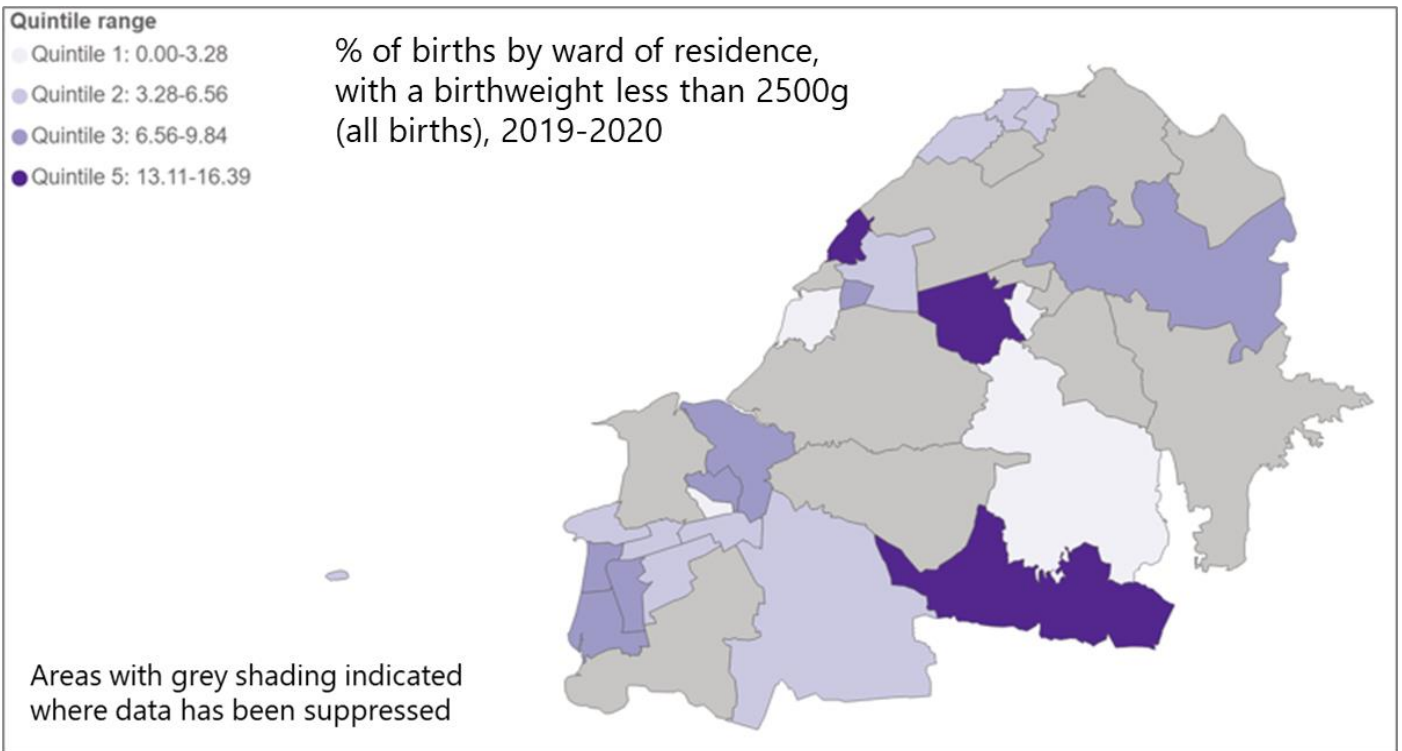 Quintile range
Quintile 1: 0.00-3.28
Quintile 2: 3.28-6.56
Quintile 3: 6.56-9.84
Quintile 5: 13.11-16.39
% of births by ward of residence,
with a birthweight less than 2500g
(all births), 2019-2020
Areas with grey shading indicated
where data has been suppressed